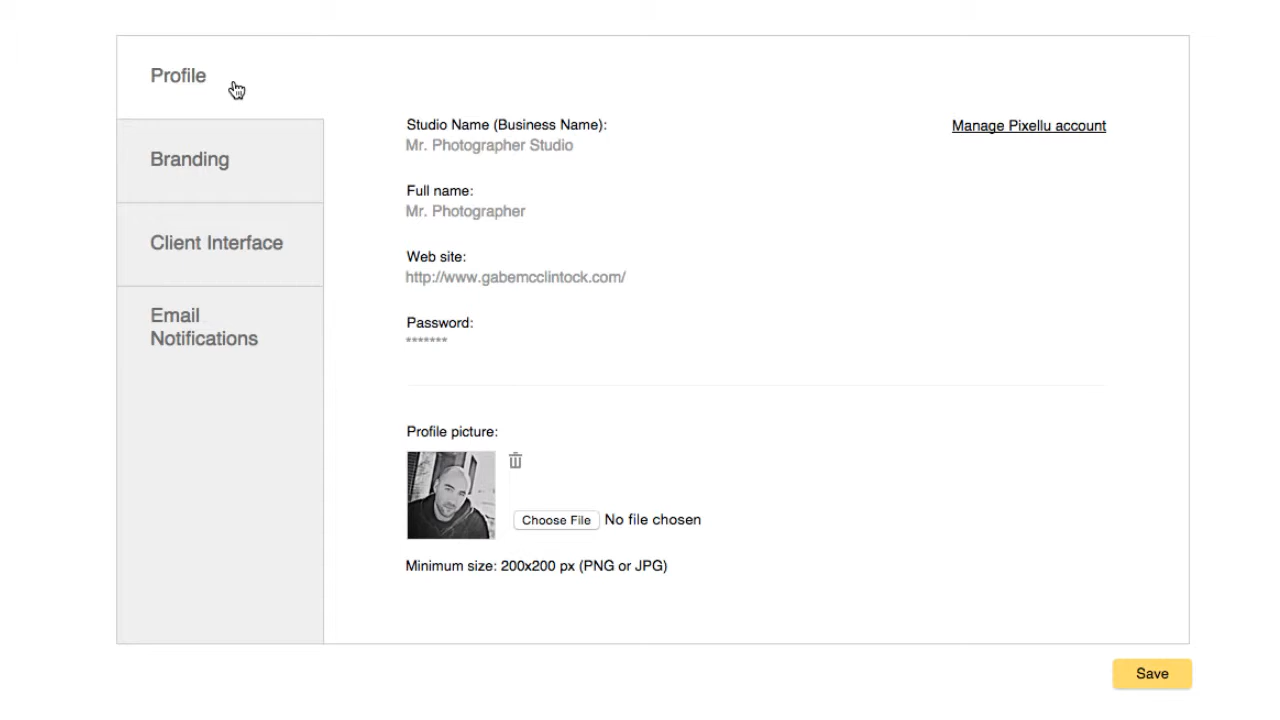 Profile
Branding
Client Interface
Email
Notifications
Studio Name (Business Name):
Mr. Photographer Studio
Manage Pixellu account
Full name:
Mr. Photographer
Web site:
http://www.gabemcclintock.com/
Password:
*******
Profile picture:
Choose File No file chosen
Minimum size: 200x200 px (PNG or JPG)
Save